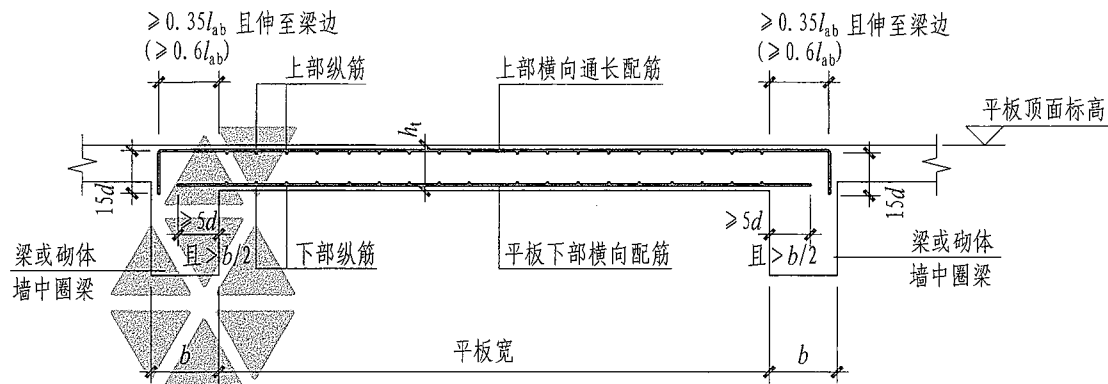 ≥0.35lab 且伸至梁边
(≥0.6lab)
≥0.35lab 且伸至梁边
(≥0.6lab)
上部纵筋
上部横向通长配筋
平板顶面标高
ht
15d
15d
≥5d
且>b/2
≥5d
且>b/2
梁或砌体
墙中圈梁
下部纵筋
平板下部横向配筋
梁或砌体
墙中圈梁
b
平板宽
b